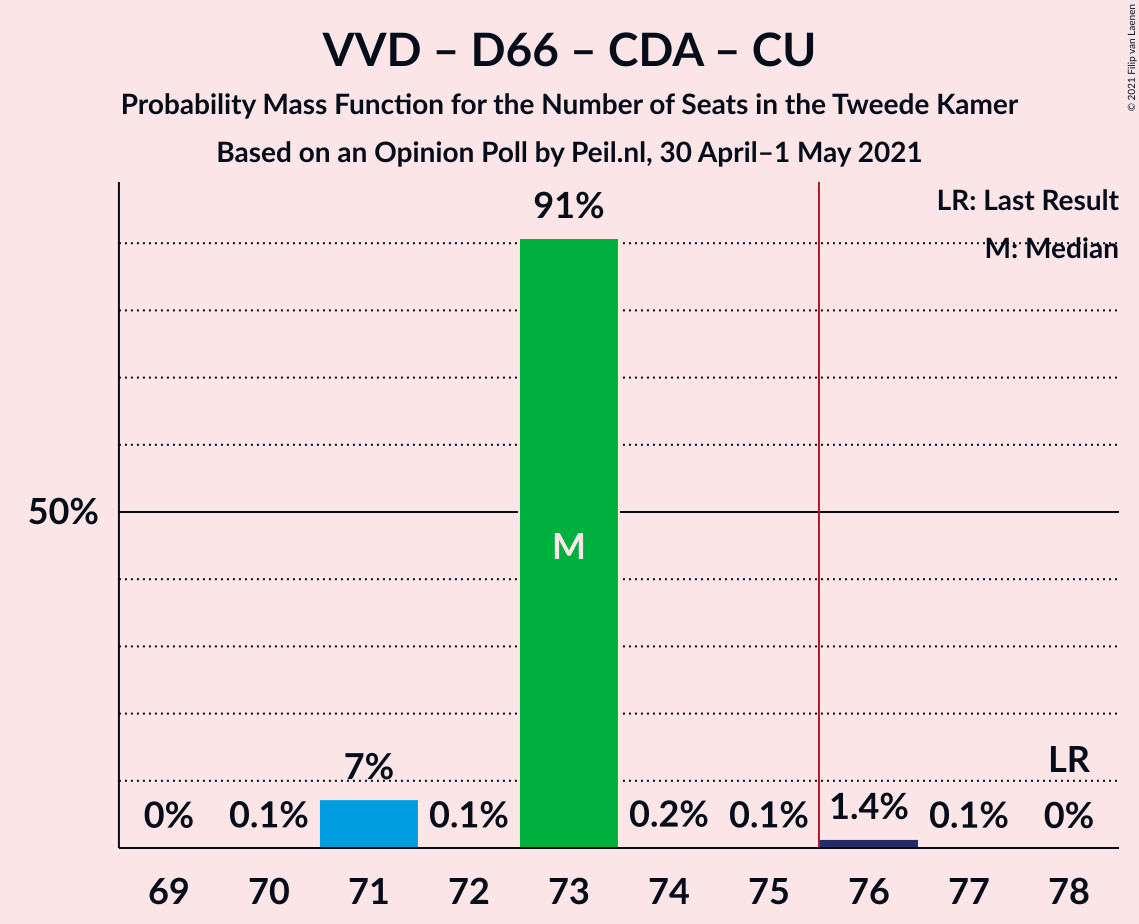 VVD – D66 – CDA – CU
Probability Mass Function for the Number of Seats in the Tweede Kamer
Based on an Opinion Poll by Peil.nl, 30 April–1 May 2021
© 2021 Filip van Laenen
LR: Last Result
M: Median
91%
50%
M
7%
LR
0% 0.1% 0.1% 0.2% 0.1% 1.4% 0.1% 0%
69 70 71 72 73 74 75 76 77 78